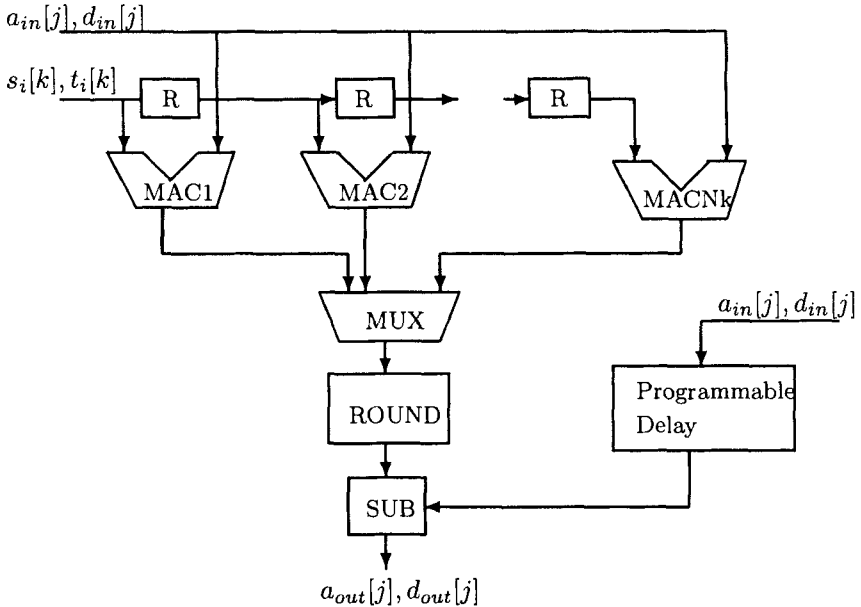 a_{in}[j], d_{in}[j]
s_i[k], t_i[k]
R
R
R
MAC1
MAC2
MACNk
MUX
a_{in}[j], d_{in}[j]
ROUND
Programmable
Delay
SUB
a_{out}[j], d_{out}[j]